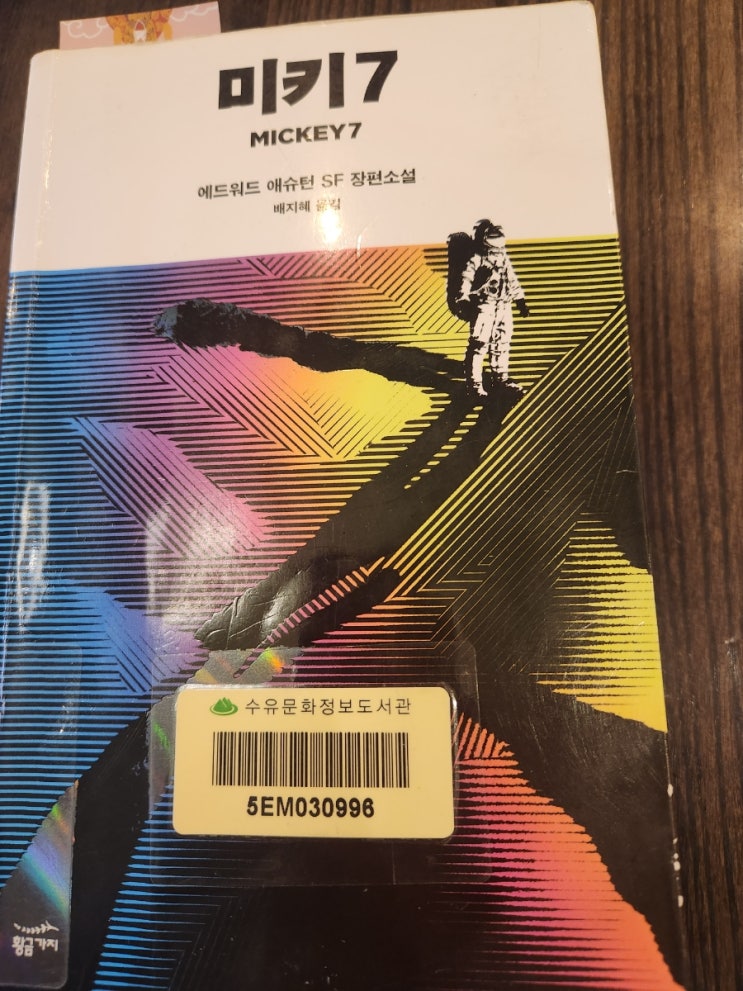 미키7
MICKEY7
에드워드 애슈턴 SF 장편소설
배지혜 옮김
수유문화정보도서관
5EM030996
황금가지